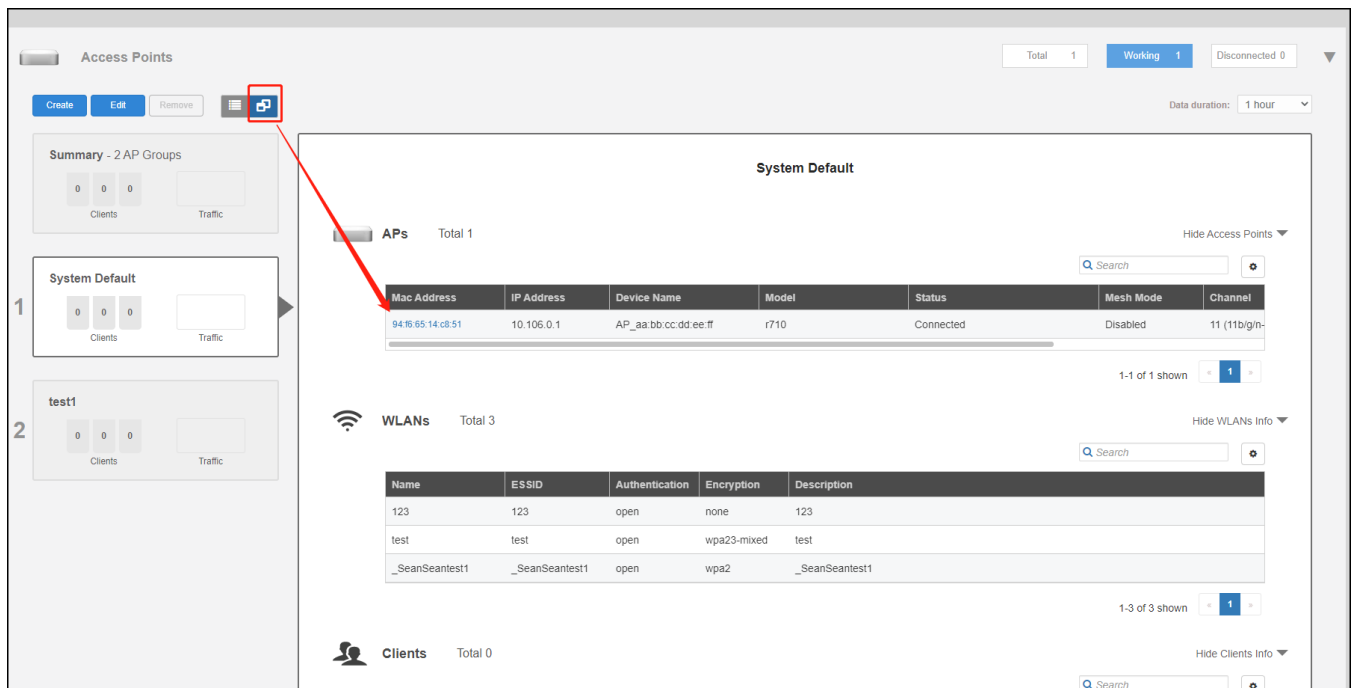 Access Points
Total 1
Working 1
Disconnected 0
Create
Edit
Remove
Data duration: 1 hour
Summary - 2 AP Groups
0 0 0
Clients Traffic
1
System Default
0 0 0
Clients Traffic
2
test1
0 0 0
Clients Traffic
System Default
APs Total 1
Hide Access Points
Search
Mac Address IP Address Device Name Model Status Mesh Mode Channel
94:f6:65:14:c8:51 10.106.0.1 AP_aa:bb:cc:dd:ee:ff r710 Connected Disabled 11 (11b/g/n-
1-1 of 1 shown « 1 »
WLANs Total 3
Hide WLANs Info
Search
Name ESSID Authentication Encryption Description
123 123 open none 123
test test open wpa23-mixed test
_SeanSeantest1 _SeanSeantest1 open wpa2 _SeanSeantest1
1-3 of 3 shown « 1 »
Clients Total 0
Hide Clients Info
Search